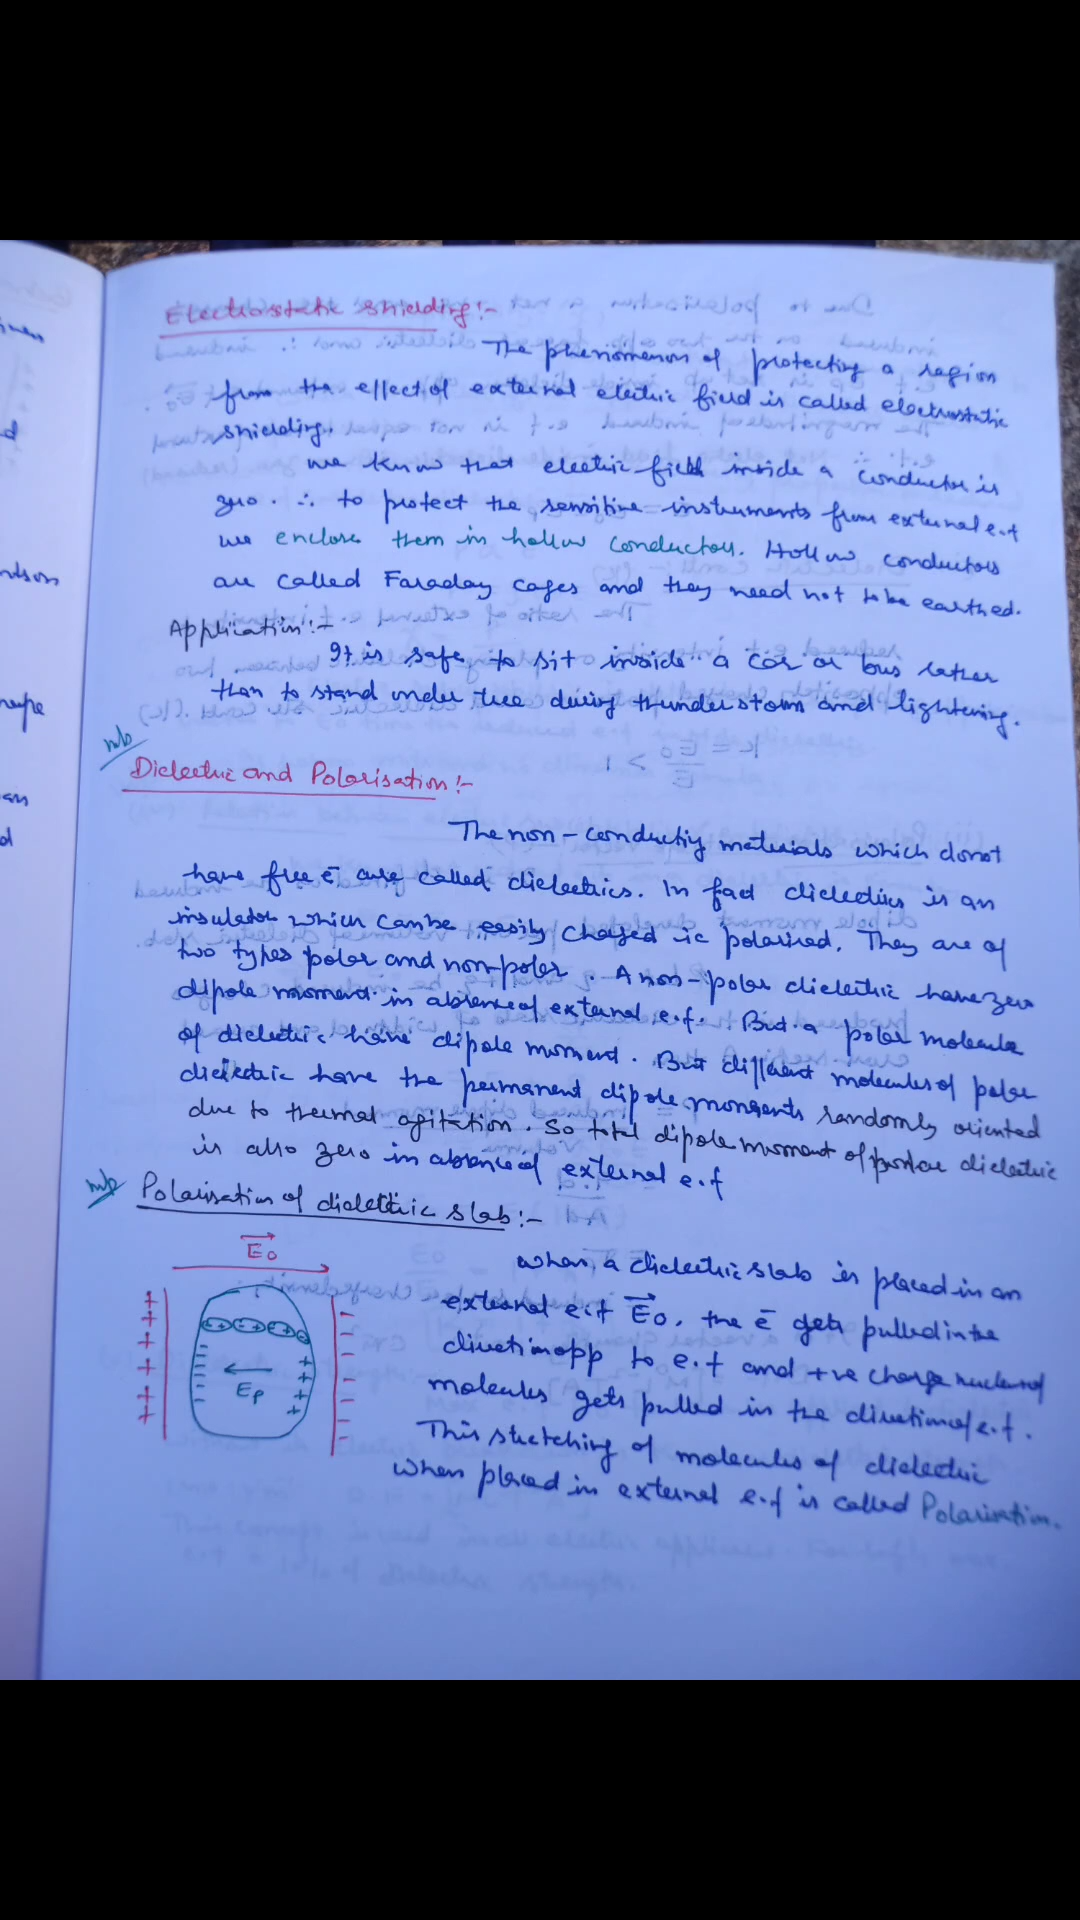 Electrostatic shielding:-
The phenomenon of protecting a region
from the effect of external electric field is called electrostatic
shielding.
We know that electric field inside a conductor is
zero. ∴ to protect the sensitive instruments from external e.f
we enclose them in hollow conductors. Hollow conductors
are called Faraday cages and they need not to be earthed.
Application:-
It is safe to sit inside a car or bus rather
than to stand under tree during thunderstorm and lightening.
Dielectric and Polarisation:-
The non-conducting materials which donot
have free ē are called dielectrics. In fact dielectrics is an
insulator which can be easily charged ie polarised. They are of
two types polar and non-polar. A non-polar dielectric have zero
dipole moment in absence of external e.f. But a polar molecule
of dielectric have dipole moment. But different molecules of polar
dielectric have the permanent dipole moments randomly oriented
due to thermal agitation. So total dipole moment of polar dielectric
is also zero in absence of external e.f
Polarisation of dielectric slab:-
E₀
when a dielectric slab is placed in an
external e.f E₀, the ē gets pulled in the
direction opp to e.f and +ve charge nucleus of
molecules gets pulled in the direction of e.f.
This stretching of molecules of dielectric
when placed in external e.f is called Polarisation.
+ + + + + +
- + - + - + -
- - - - - -
Ep
+ + + +
- - - - - - -